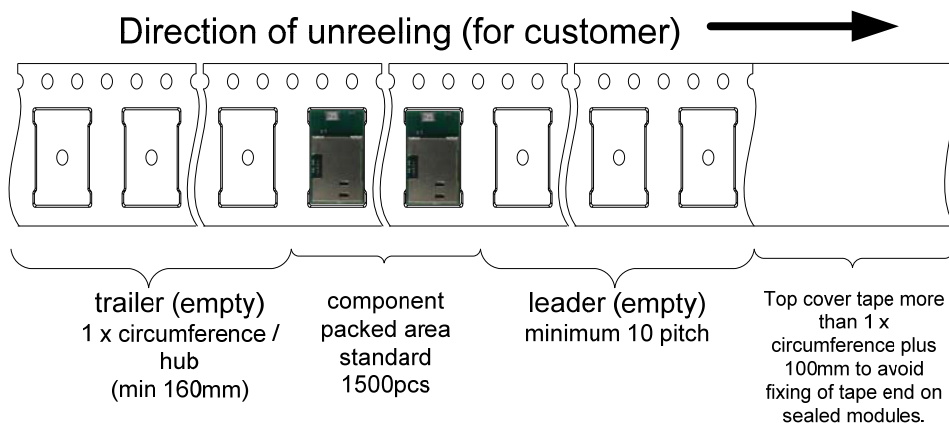 Direction of unreeling (for customer)
trailer (empty)
1 x circumference /
hub
(min 160mm)
component
packed area
standard
1500pcs
leader (empty)
minimum 10 pitch
Top cover tape more
than 1 x
circumference plus
100mm to avoid
fixing of tape end on
sealed modules.